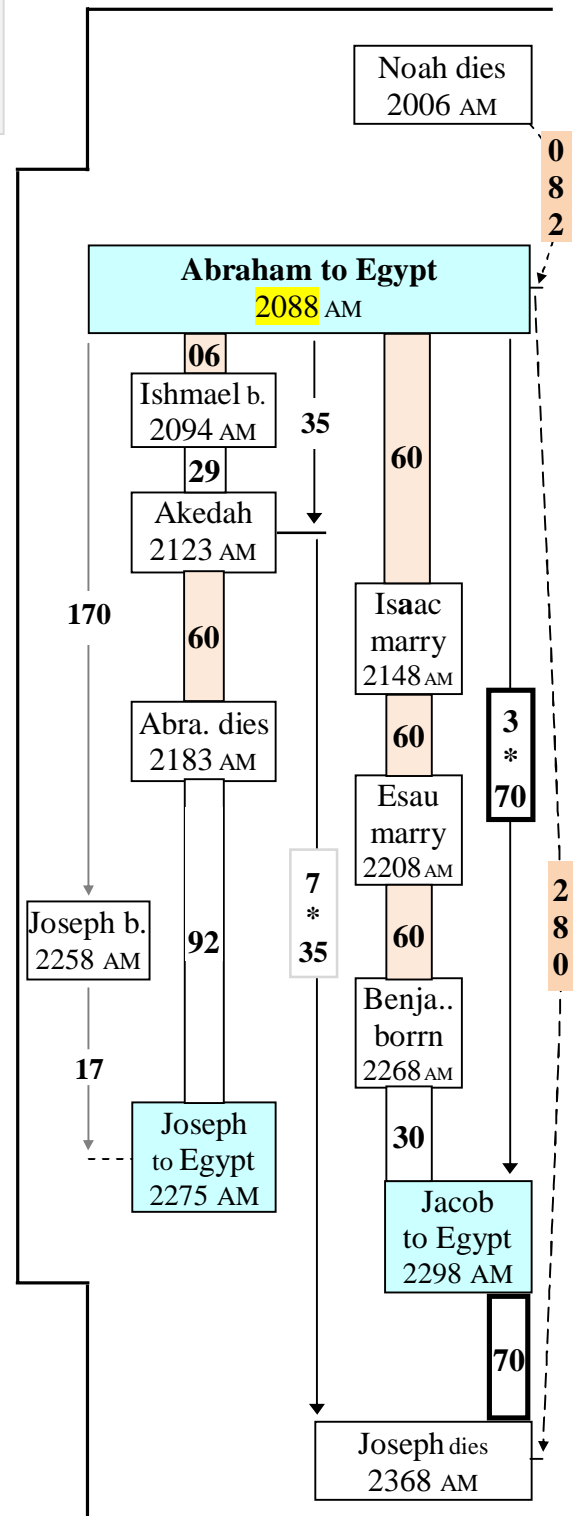 Noah dies
2006 AM
0
8
2
Abraham to Egypt
2088 AM
06
Ishmael b.
2094 AM
35
29
60
Akedah
2123 AM
170
60
Isaac
marry
2148 AM
Abra. dies
2183 AM
60
3
*
70
Esau
marry
2208 AM
7
*
35
2
8
0
Joseph b.
2258 AM
92
60
Benja..
borrn
2268 AM
17
30
Joseph
to Egypt
2275 AM
Jacob
to Egypt
2298 AM
70
Joseph dies
2368 AM